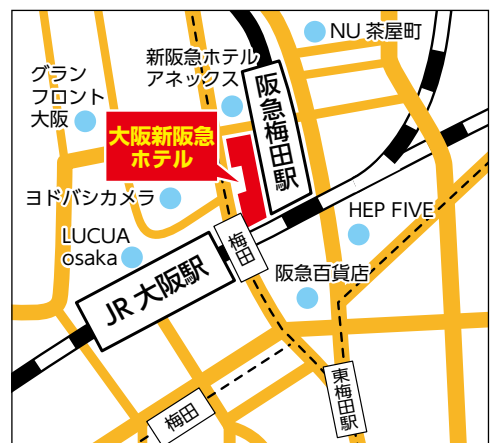 NU 茶屋町
新阪急ホテル
アネックス
グラン
フロント
大阪
阪急梅田駅
大阪新阪急
ホテル
ヨドバシカメラ
HEP FIVE
LUCUA
osaka
梅田
阪急百貨店
JR 大阪駅
東梅田駅
梅田